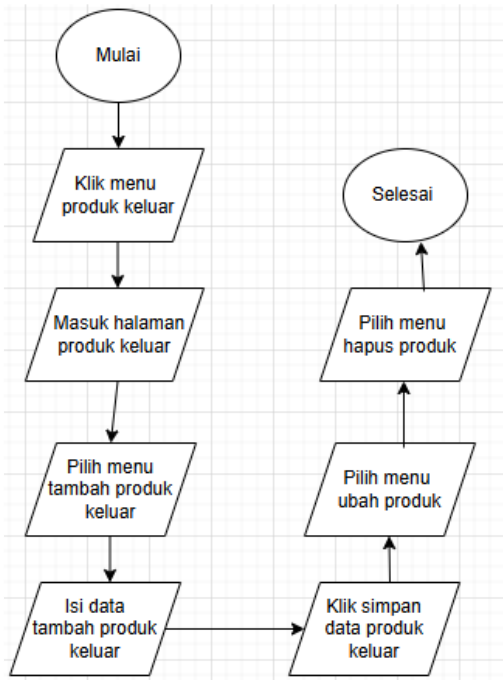 Mulai
Klik menu
produk keluar
Masuk halaman
produk keluar
Pilih menu
tambah produk
keluar
Isi data
tambah produk
keluar
Klik simpan
data produk
keluar
Pilih menu
ubah produk
Pilih menu
hapus produk
Selesai